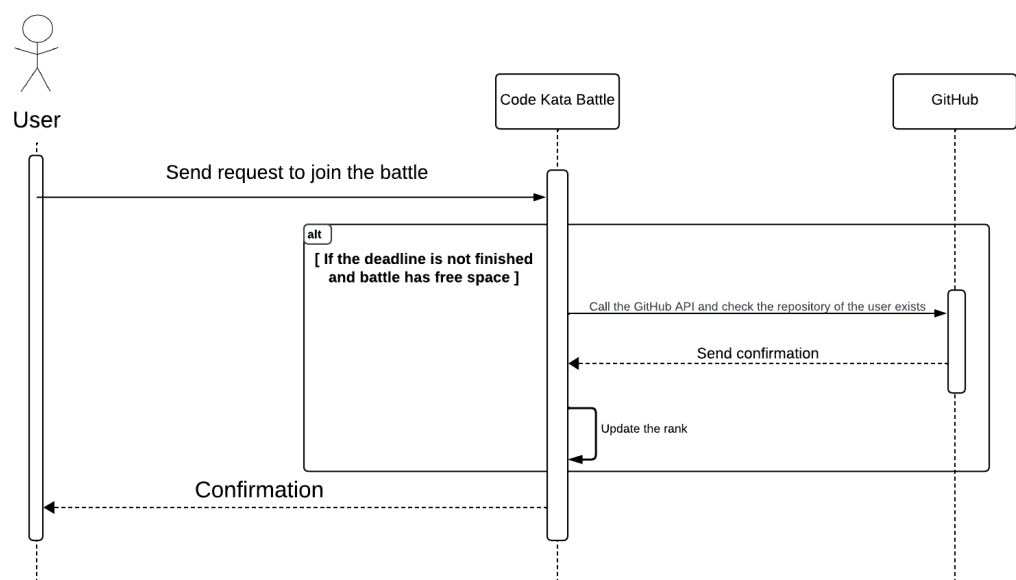 User
Code Kata Battle
GitHub
Send request to join the battle
alt
[ If the deadline is not finished
and battle has free space ]
Call the GitHub API and check the repository of the user exists
Send confirmation
Update the rank
Confirmation